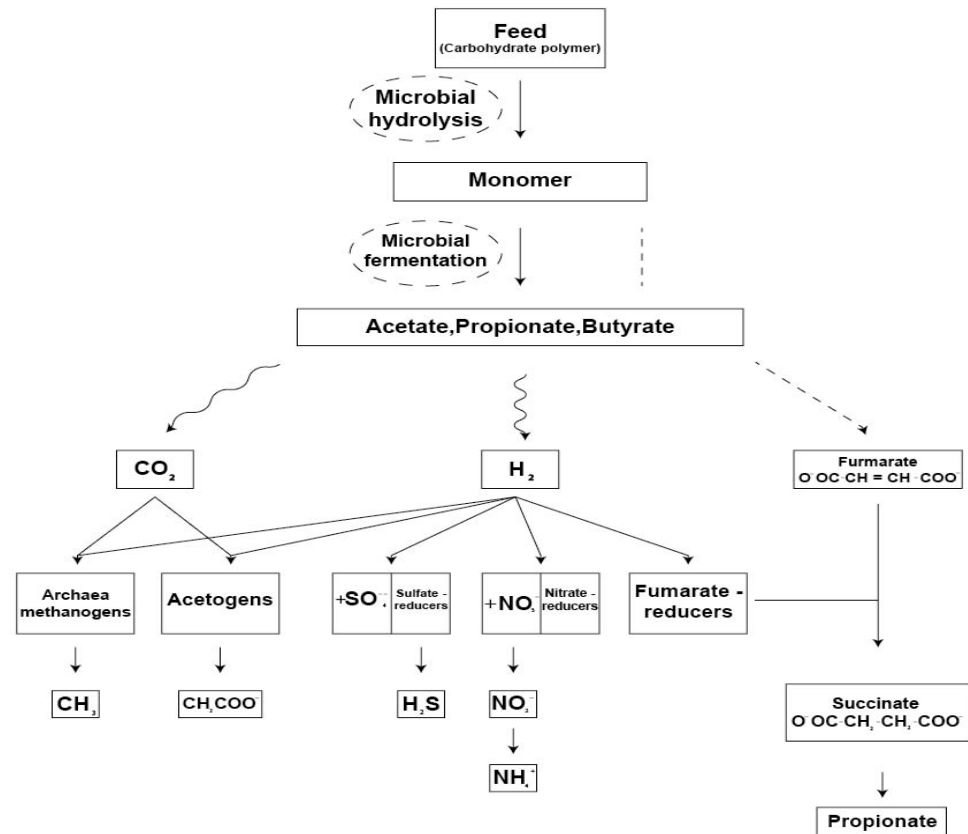 Feed
(Carbohydrate polymer)
Microbial
hydrolysis
Monomer
Microbial
fermentation
Acetate,Propionate,Butyrate
CO₂
H₂
Furmarate
O⁻OC-CH = CH-COO⁻
Archaea
methanogens
Acetogens
+SO₄⁻⁻
Sulfate-
reducers
+NO₃⁻
Nitrate-
reducers
Fumarate-
reducers
CH₃
CH₃COO⁻
H₂S
NO₂⁻
NH₄⁺
Succinate
O⁻OC-CH₂-CH₂-COO⁻
Propionate